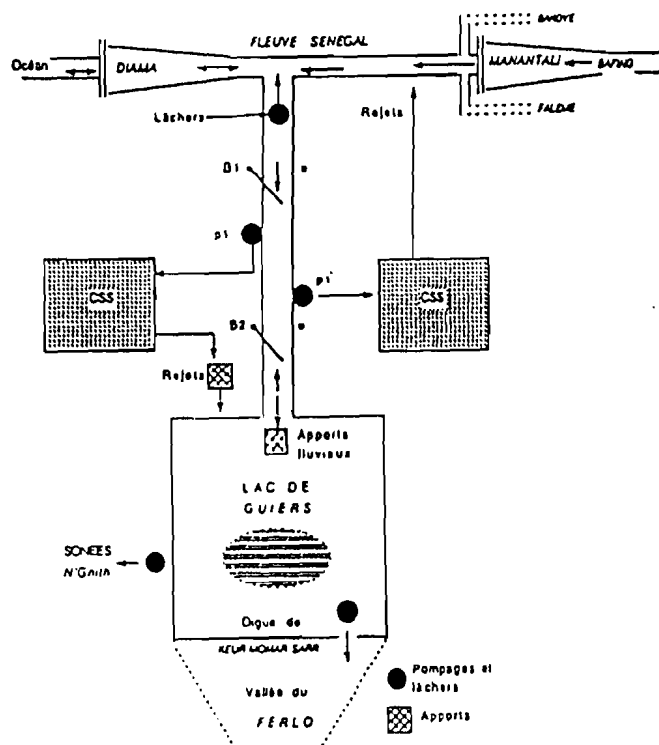 BAKOYE
FLEUVE SENEGAL
Océan
DIAMA
MANANTALI
BAFING
FALEME
Lâchers
Rejets
B1
p1
CSS
p1'
CSS
B2
Rejets
Apports
fluviaux
LAC DE
GUIERS
SONEES
N'Gnith
Digue de
KEUR MOMAR SARR
Pompages et
lâchers
Vallée du
FERLO
Apports